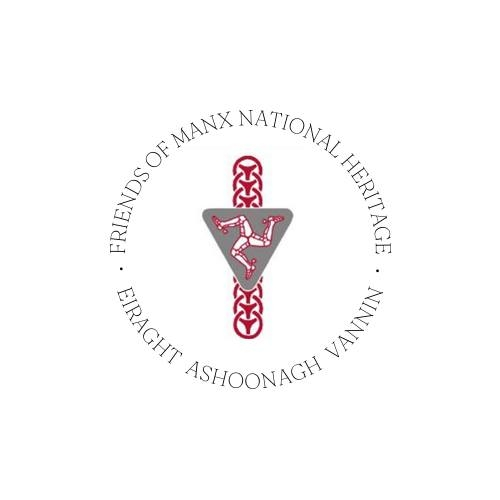 FRIENDS OF MANX NATIONAL HERITAGE
EIRAGHT ASHOONAGH VANNIN